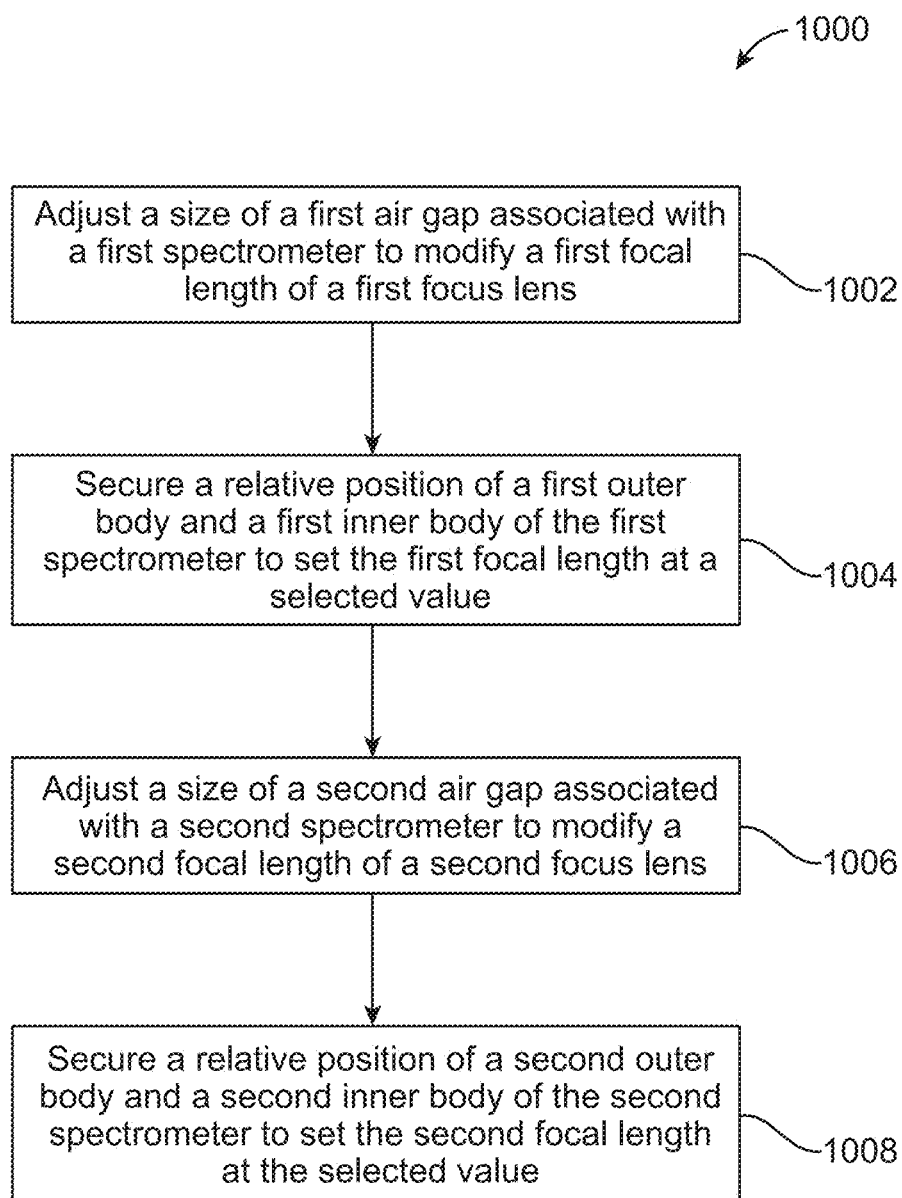 1000
Adjust a size of a first air gap associated with
a first spectrometer to modify a first focal
length of a first focus lens
1002
Secure a relative position of a first outer
body and a first inner body of the first
spectrometer to set the first focal length at a
selected value
1004
Adjust a size of a second air gap associated
with a second spectrometer to modify a
second focal length of a second focus lens
1006
Secure a relative position of a second outer
body and a second inner body of the second
spectrometer to set the second focal length
at the selected value
1008